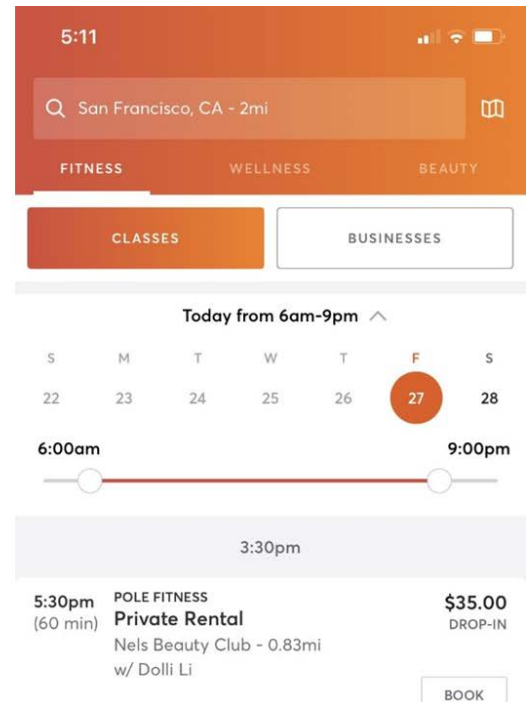 5:11
San Francisco, CA - 2mi
FITNESS WELLNESS BEAUTY
CLASSES BUSINESSES
Today from 6am-9pm
S M T W T F S
22 23 24 25 26 27 28
6:00am 9:00pm
3:30pm
5:30pm POLE FITNESS $35.00
(60 min) Private Rental DROP-IN
Nels Beauty Club - 0.83mi
w/ Dolli Li
BOOK